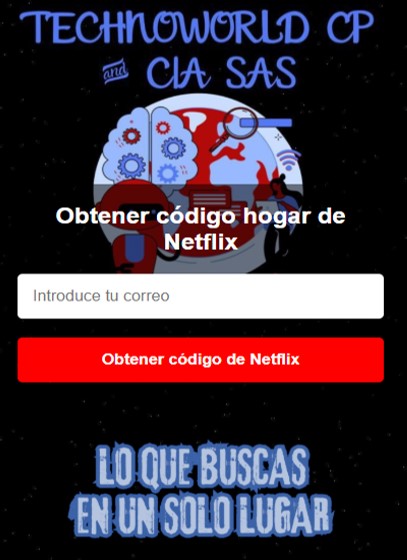 TECHNOWORLD CP
and CIA SAS
Obtener código hogar de
Netflix
Introduce tu correo
Obtener código de Netflix
LO QUE BUSCAS
EN UN SOLO LUGAR